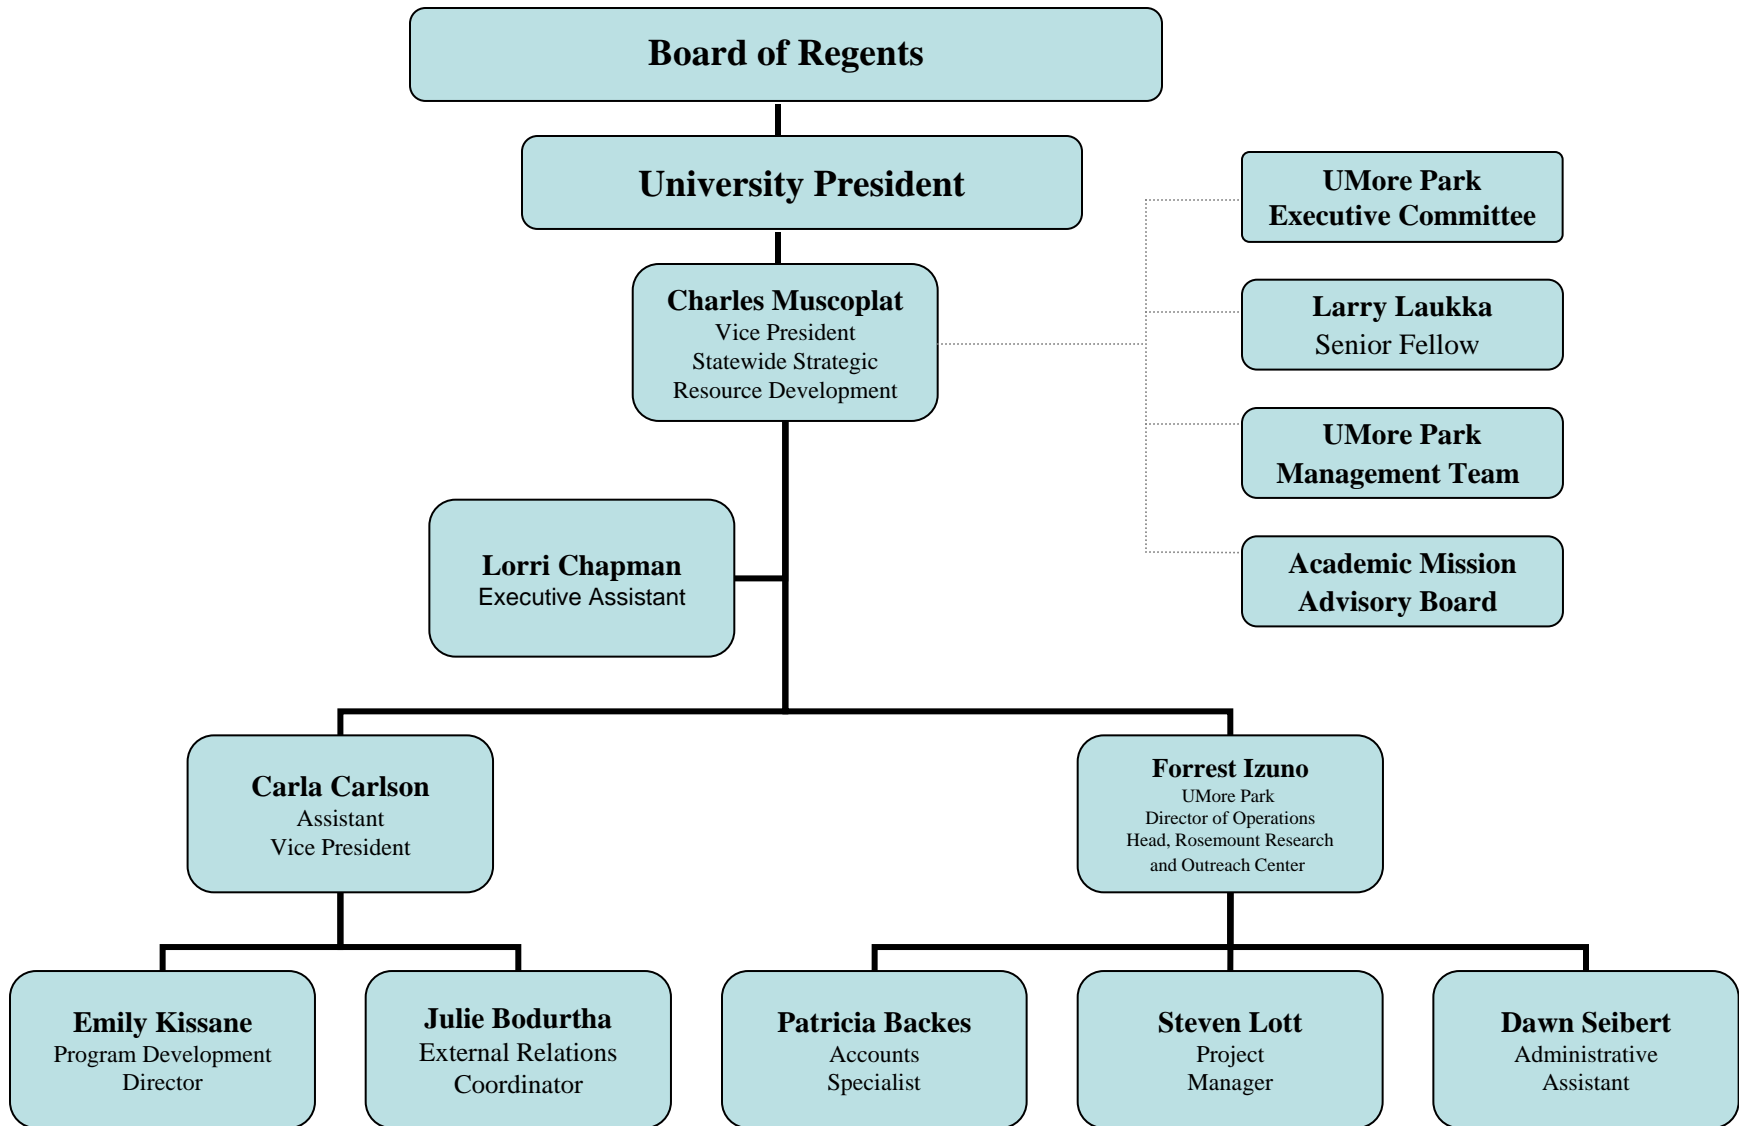 Board of Regents
University President
UMore Park
Executive Committee
Charles Muscoplat
Vice President
Statewide Strategic
Resource Development
Larry Laukka
Senior Fellow
UMore Park
Management Team
Lorri Chapman
Executive Assistant
Academic Mission
Advisory Board
Carla Carlson
Assistant
Vice President
Forrest Izuno
UMore Park
Director of Operations
Head, Rosemount Research
and Outreach Center
Emily Kissane
Program Development
Director
Julie Bodurtha
External Relations
Coordinator
Patricia Backes
Accounts
Specialist
Steven Lott
Project
Manager
Dawn Seibert
Administrative
Assistant